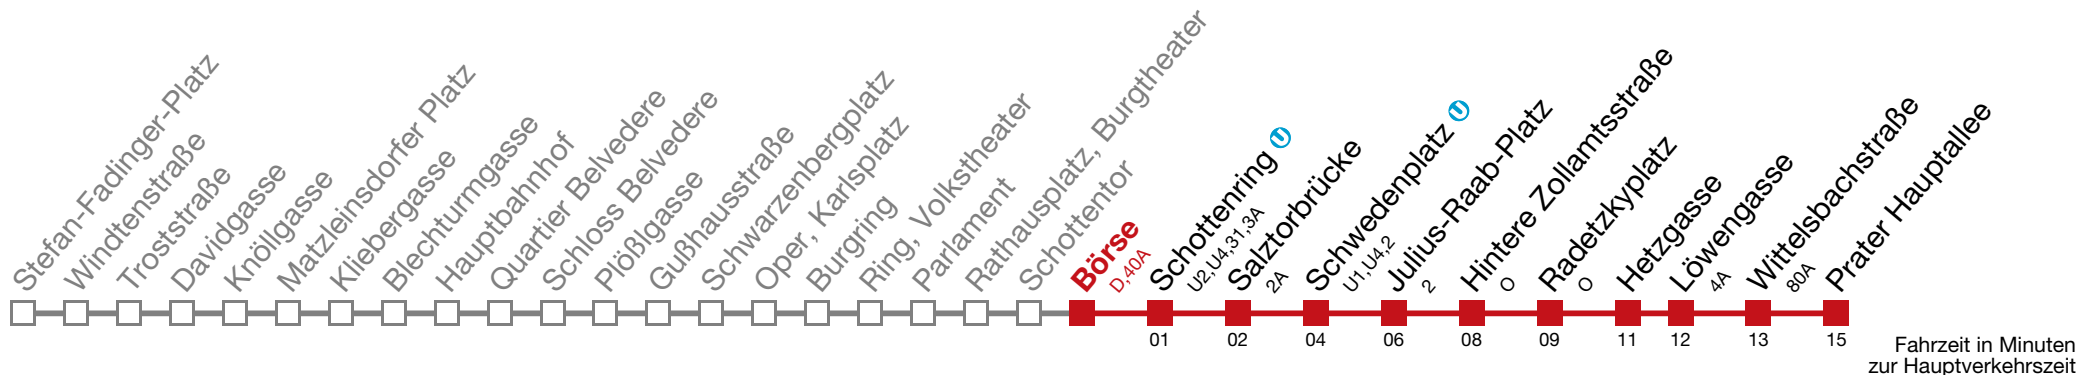 Stefan-Fadinger-Platz
Windtenstraße
Troststraße
Davidgasse
Knöllgasse
Matzleinsdorfer Platz
Kliebergasse
Blechturmgasse
Hauptbahnhof
Quartier Belvedere
Schloss Belvedere
Plößlgasse
Gußhausstraße
Schwarzenbergplatz
Oper, Karlsplatz
Burgring
Ring, Volkstheater
Parlament
Rathausplatz, Burgtheater
Schottentor
Börse
D,40A
Schottenring U
U2,U4,31,3A
01
Salztorbrücke
2A
02
Schwedenplatz U
U1,U4,2
04
Julius-Raab-Platz
2
06
Hintere Zollamtsstraße
O
08
Radetzkyplatz
O
09
Hetzgasse
11
Löwengasse
4A
12
Wittelsbachstraße
80A
13
Prater Hauptallee
15
Fahrzeit in Minuten
zur Hauptverkehrszeit